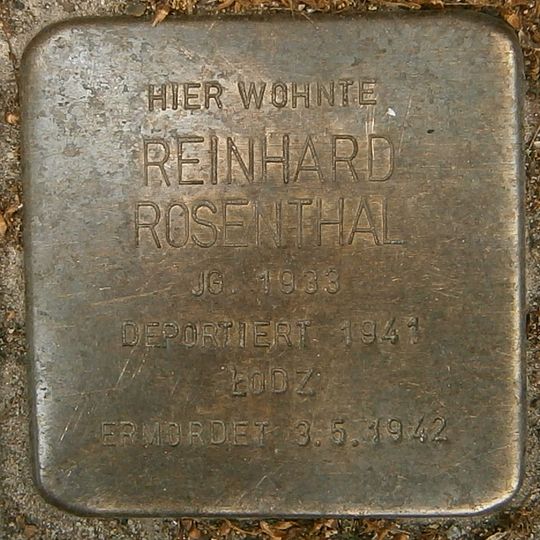 HIER WOHNTE
REINHARD
ROSENTHAL
JG. 1933
DEPORTIERT 1941
ŁODZ
ERMORDET 3.5.1942